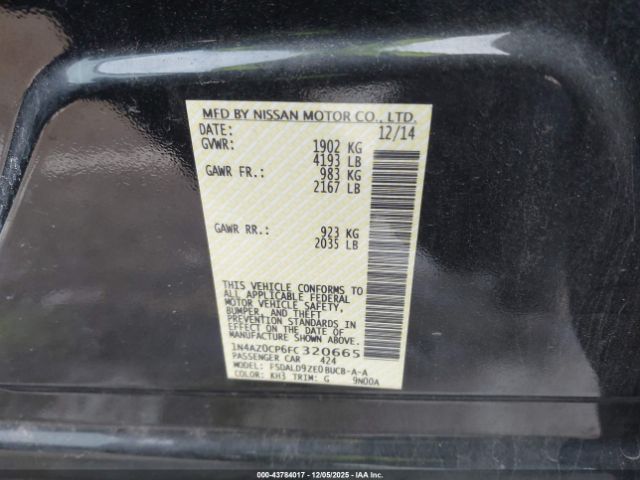 MFD BY NISSAN MOTOR CO., LTD.
DATE: 12/14
GVWR: 1902 KG
4193 LB
GAWR FR.: 983 KG
2167 LB
GAWR RR.: 923 KG
2035 LB
THIS VEHICLE CONFORMS TO
ALL APPLICABLE FEDERAL
MOTOR VEHICLE SAFETY,
BUMPER, AND THEFT
PREVENTION STANDARDS IN
EFFECT ON THE DATE OF
MANUFACTURE SHOWN ABOVE.
1N4AZ0CP6FC320665
PASSENGER CAR 424
MODEL: FSDALD9ZE0BUCB-A-A
COLOR: KH3 TRIM: G 9N00A
000-43784017 - 12/05/2025 - IAA Inc.